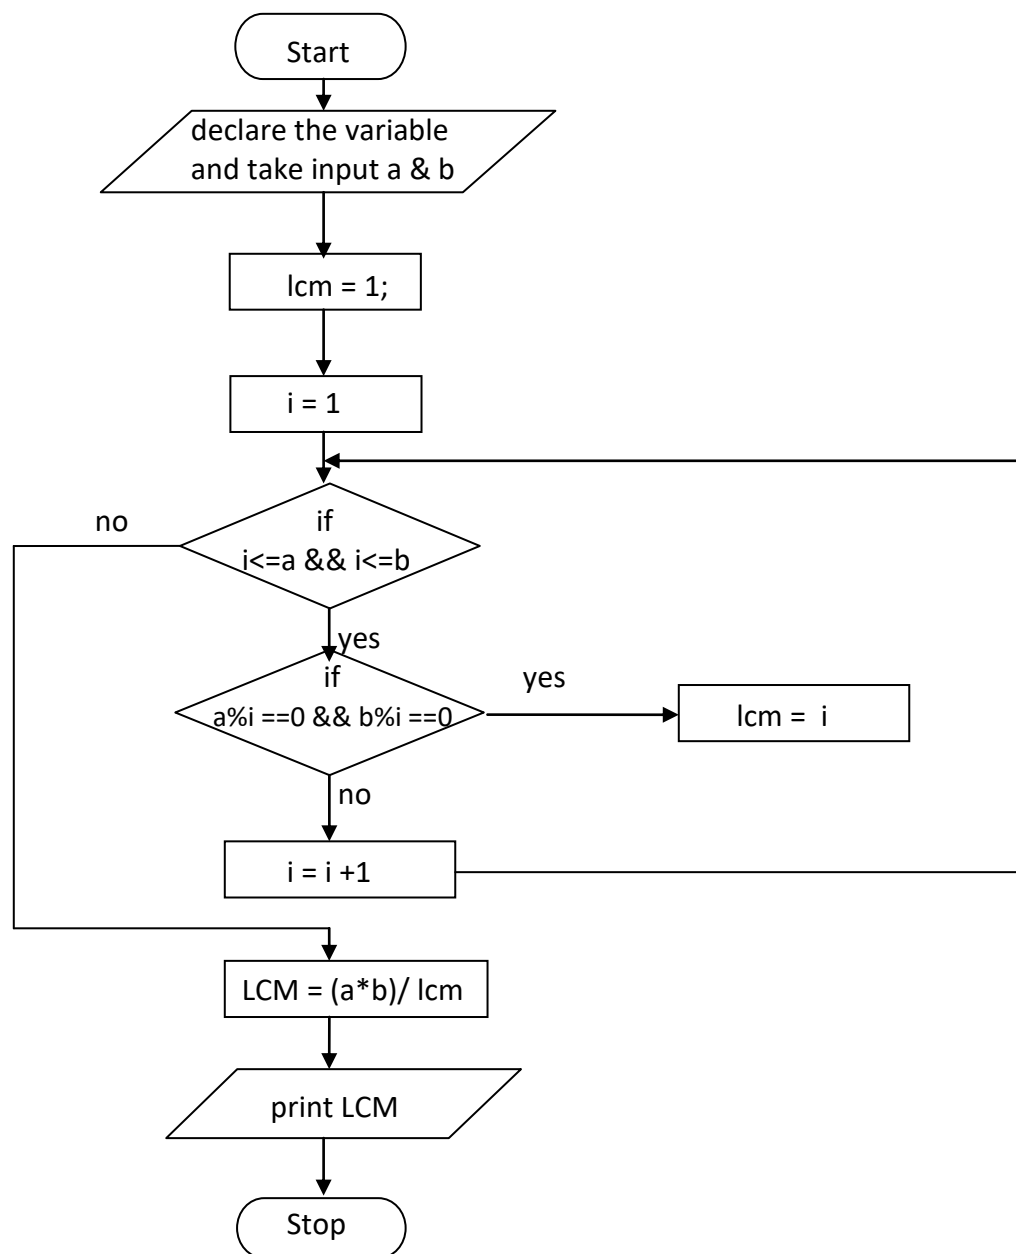 Start
declare the variable
and take input a & b
lcm = 1;
i = 1
no
if
i<=a && i<=b
yes
if
yes
a%i ==0 && b%i ==0
lcm =  i
no
i = i +1
LCM = (a*b)/ lcm
print LCM
Stop